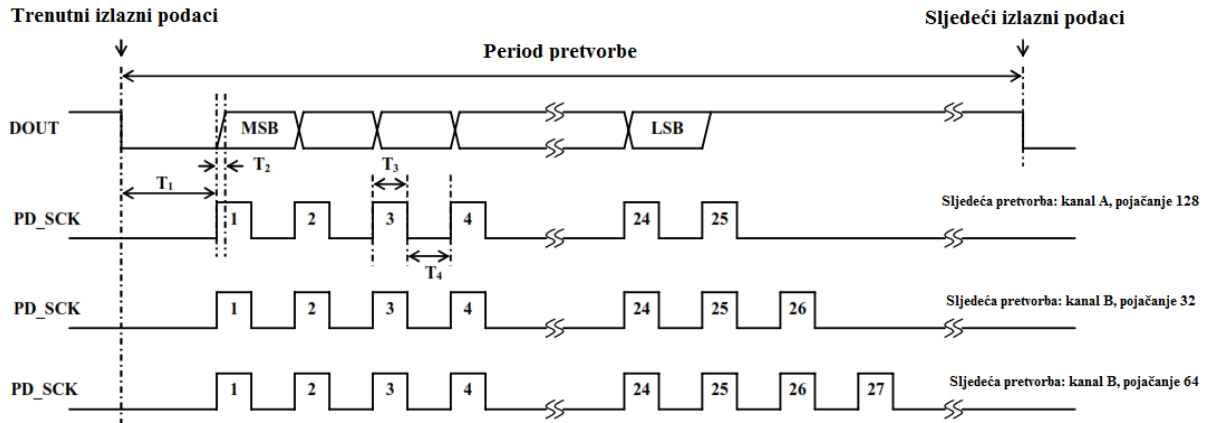 Trenutni izlazni podaci
Sljedeći izlazni podaci
Period pretvorbe
DOUT
MSB
LSB
T₂
T₃
T₁
PD_SCK
1
2
3
4
24
25
Sljedeća pretvorba: kanal A, pojačanje 128
T₄
PD_SCK
1
2
3
4
24
25
26
Sljedeća pretvorba: kanal B, pojačanje 32
PD_SCK
1
2
3
4
24
25
26
27
Sljedeća pretvorba: kanal B, pojačanje 64